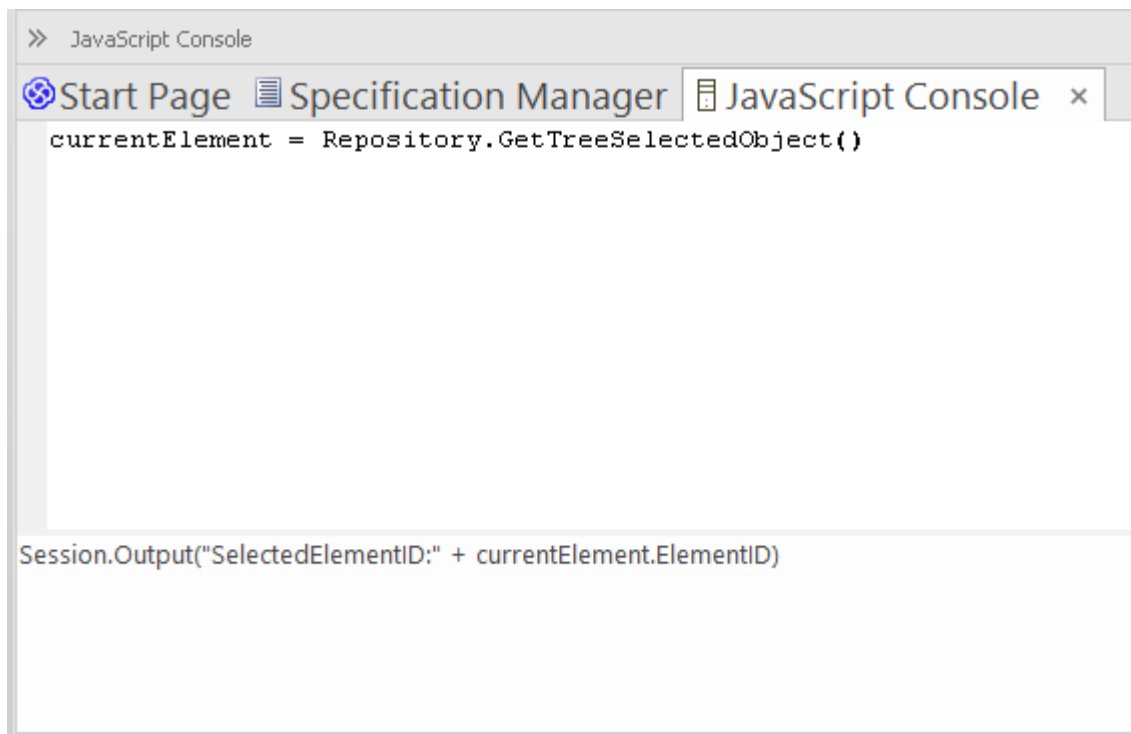 JavaScript Console
Start Page Specification Manager JavaScript Console ×
currentElement = Repository.GetTreeSelectedObject()
Session.Output("SelectedElementID:" + currentElement.ElementID)